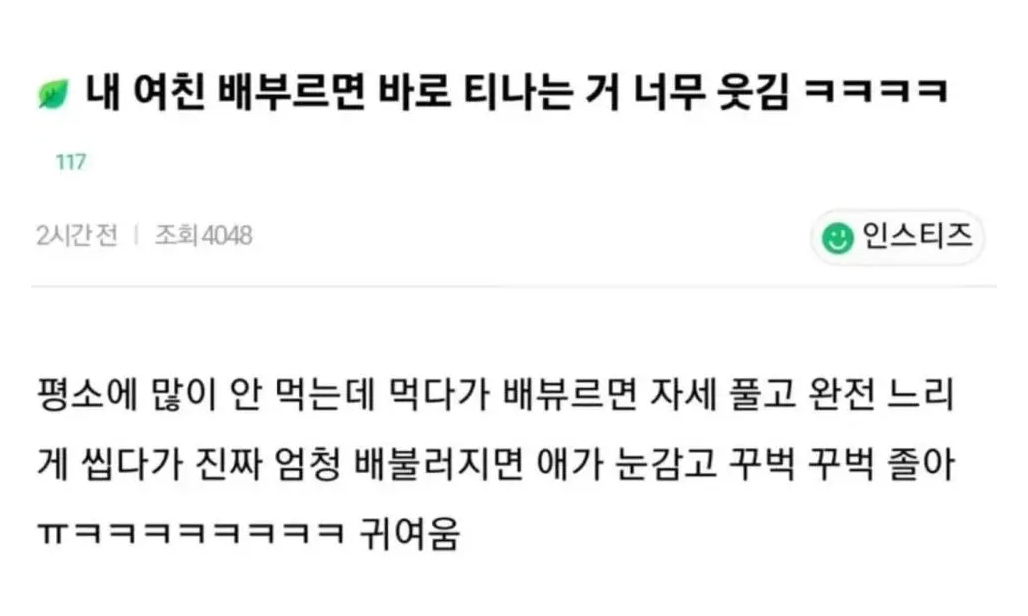 내 여친 배부르면 바로 티나는 거 너무 웃김 ㅋㅋㅋㅋ
117
2시간 전 | 조회 4048
인스티즈
평소에 많이 안 먹는데 먹다가 배뷰르면 자세 풀고 완전 느리
게 씹다가 진짜 엄청 배불러지면 애가 눈감고 꾸벅 꾸벅 졸아
ㅠㅋㅋㅋㅋㅋㅋㅋㅋ 귀여움